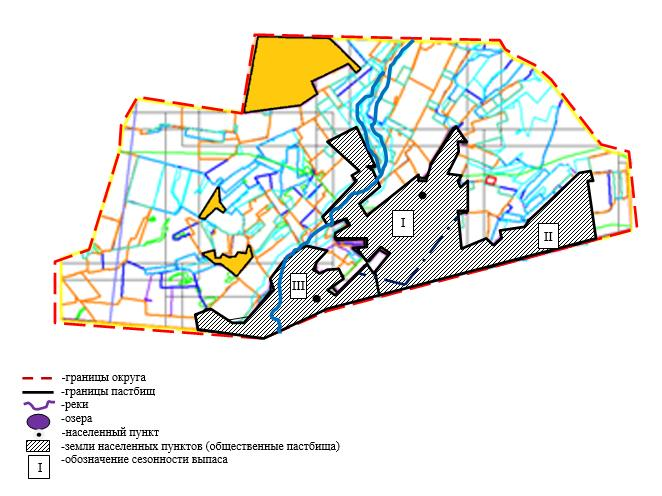 I
II
III
-границы округа
-границы пастбищ
-реки
-озера
-населенный пункт
-земли населенных пунктов (общественные пастбища)
I -обозначение сезонности выпаса